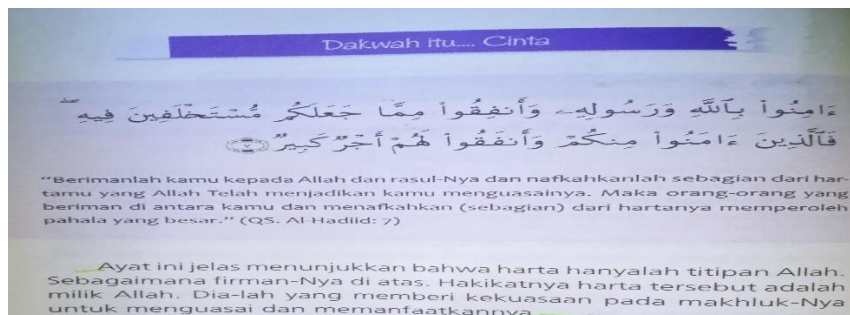 Dakwah itu.... Cinta
ءَامِنُوا۟ بِٱللَّهِ وَرَسُولِهِۦ وَأَنفِقُوا۟ مِمَّا جَعَلَكُم مُّسْتَخْلَفِينَ فِيهِ ۖ
فَٱلَّذِينَ ءَامَنُوا۟ مِنكُمْ وَأَنفَقُوا۟ لَهُمْ أَجْرٌ كَبِيرٌ ﴿٧﴾
“Berimanlah kamu kepada Allah dan rasul-Nya dan nafkahkanlah sebagian dari har-
tamu yang Allah Telah menjadikan kamu menguasainya. Maka orang-orang yang
beriman di antara kamu dan menafkahkan (sebagian) dari hartanya memperoleh
pahala yang besar.” (QS. Al-Hadiid: 7)
Ayat ini jelas menunjukkan bahwa harta hanyalah titipan Allah.
Sebagaimana firman-Nya di atas. Hakikatnya harta tersebut adalah
milik Allah. Dia-lah yang memberi kekuasaan pada makhluk-Nya
untuk menguasai dan memanfaatkannya